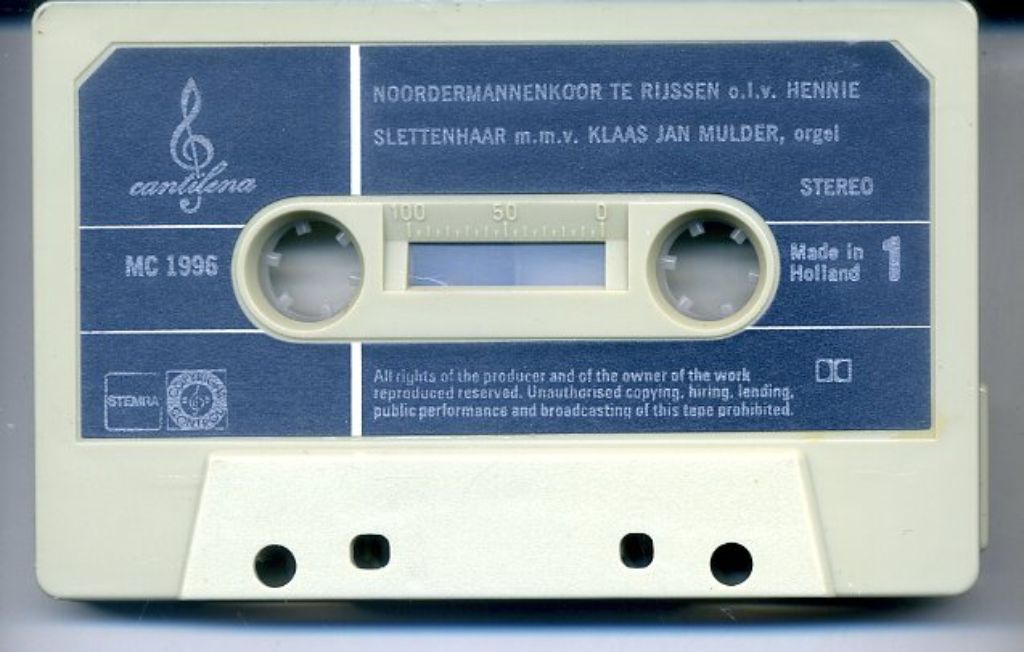 NOORDERMANNENKOOR TE RIJSSEN o.l.v. HENNIE
SLETTENHAAR m.m.v. KLAAS JAN MULDER, orgel
cantilena
STEREO
100 50 0
MC 1996
Made in
Holland
1
All rights of the producer and of the owner of the work
reproduced reserved. Unauthorised copying, hiring, lending,
public performance and broadcasting of this tape prohibited.
STEMRA